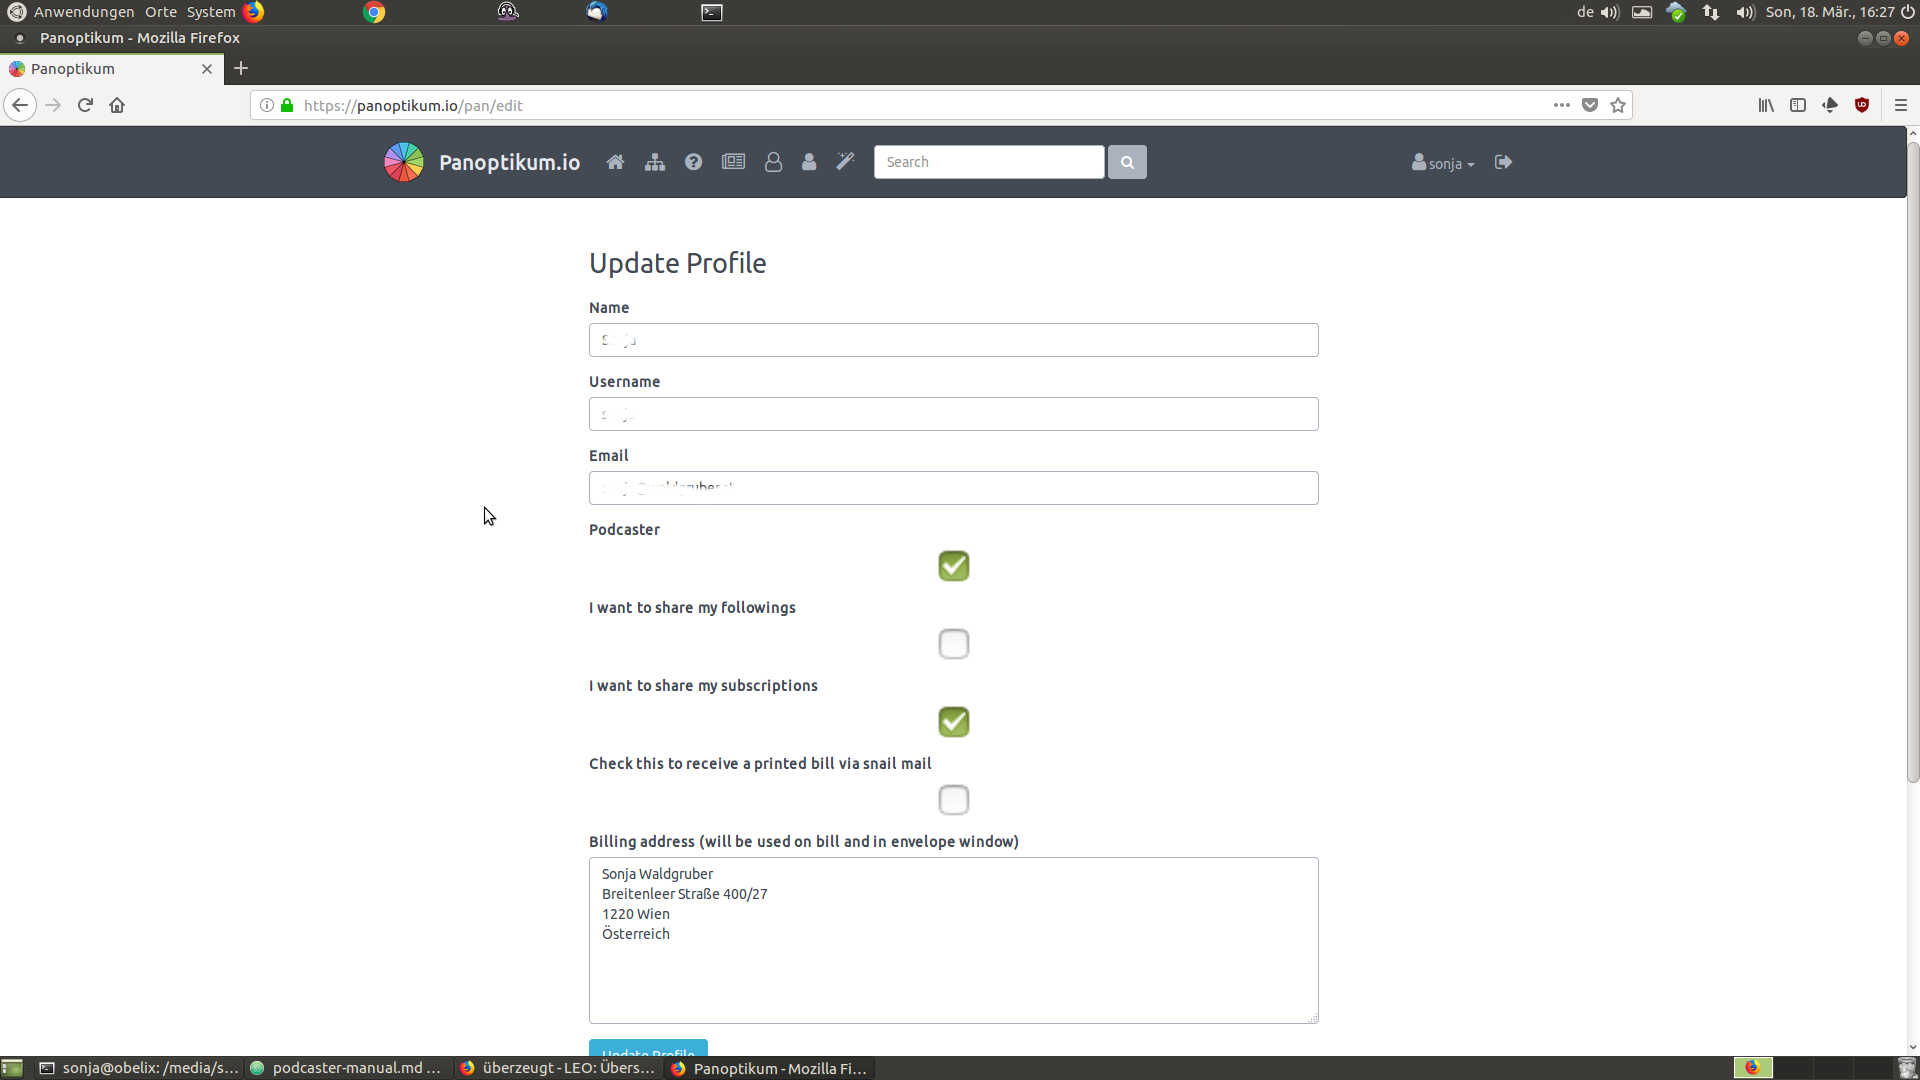 Anwendungen Orte System de Son, 18. Mär., 16:27
Panoptikum - Mozilla Firefox
Panoptikum
https://panoptikum.io/pan/edit
Panoptikum.io Search sonja
Update Profile
Name
Username
Email
Podcaster
I want to share my followings
I want to share my subscriptions
Check this to receive a printed bill via snail mail
Billing address (will be used on bill and in envelope window)
Sonja Waldgruber
Breitenleer Straße 400/27
1220 Wien
Österreich
Update Profile
sonja@obelix: /media/s... podcaster-manual.md ... überzeugt - LEO: Übers... Panoptikum - Mozilla Fi...